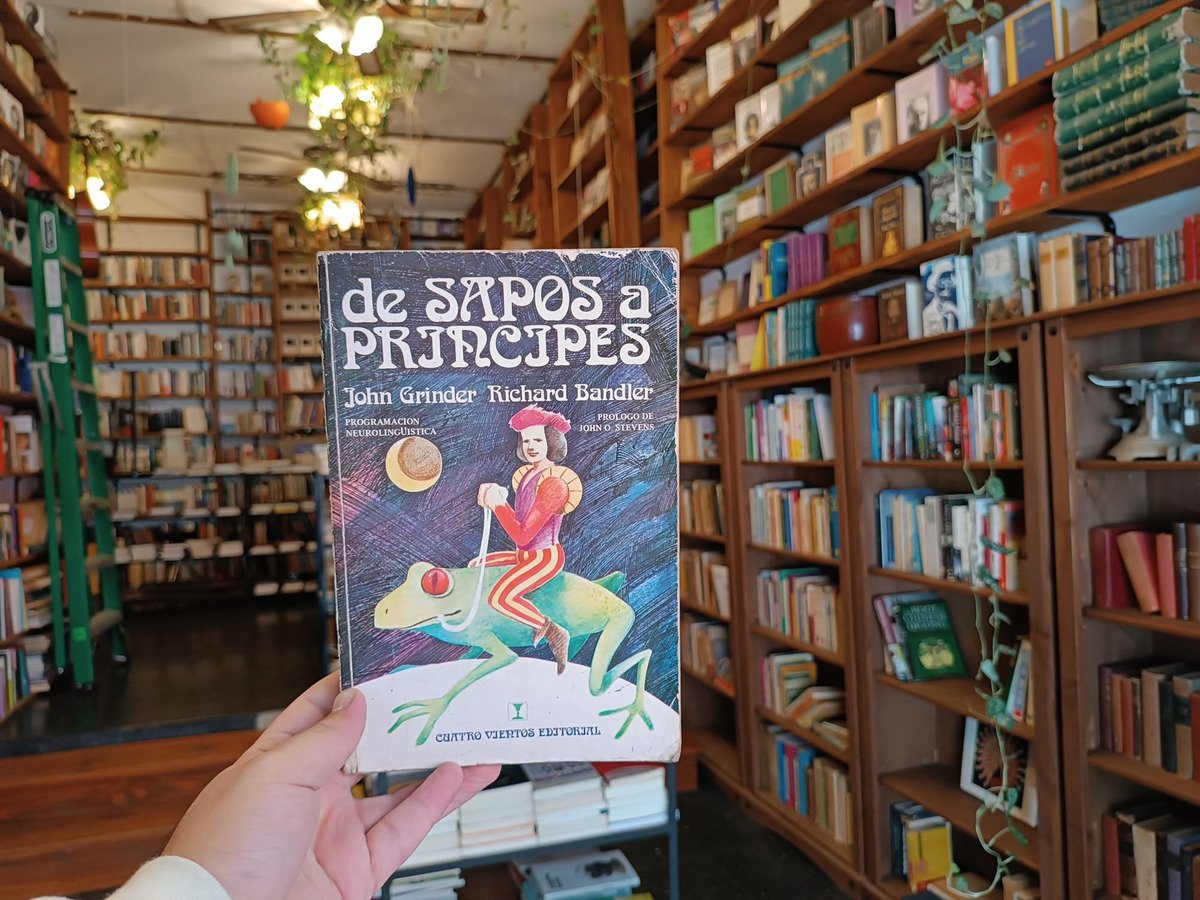 de SAPOS a
PRINCIPES
John Grinder Richard Bandler
PROGRAMACION
NEUROLINGÜISTICA
PROLOGO DE
JOHN O. STEVENS
CUATRO VIENTOS EDITORIAL